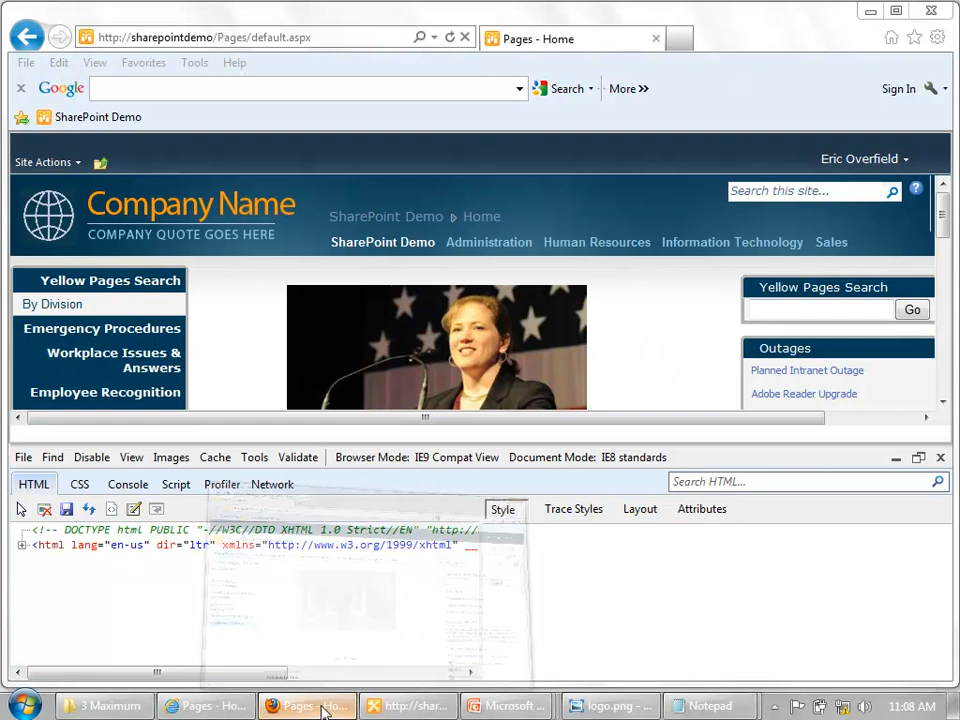 http://sharepointdemo/Pages/default.aspx
Pages - Home
File Edit View Favorites Tools Help
x Google Search More »
Sign In
SharePoint Demo
Site Actions
Eric Overfield
Company Name
COMPANY QUOTE GOES HERE
SharePoint Demo Home
Search this site...
?
SharePoint Demo Administration Human Resources Information Technology Sales
Yellow Pages Search
By Division
Emergency Procedures
Workplace Issues &
Answers
Employee Recognition
Yellow Pages Search
Go
Outages
Planned Intranet Outage
Adobe Reader Upgrade
File Find Disable View Images Cache Tools Validate Browser Mode: IE9 Compat View Document Mode: IE8 standards
HTML CSS Console Script Profiler Network
Search HTML...
Style Trace Styles Layout Attributes
<!-- DOCTYPE html PUBLIC "-//W3C//DTD XHTML 1.0 Strict//EN" "http://
<html lang="en-us" dir="ltr" xmlns="http://www.w3.org/1999/xhtml" __
3 Maximum
Pages - Ho...
Pages - Ho...
http://shar...
Microsoft ...
logo.png - ...
Notepad
11:08 AM